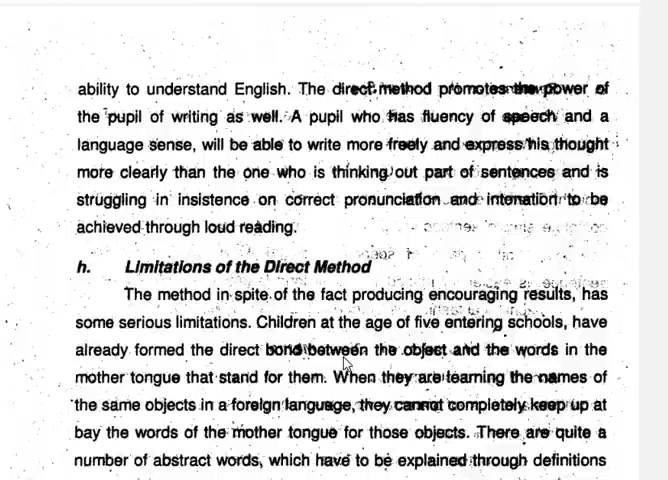 ability to understand English. The direct method promotes the power of
the pupil of writing as well. A pupil who has fluency of speech and a
language sense, will be able to write more freely and express his thought
more clearly than the one who is thinking out part of sentences and is
struggling in insistence on correct pronunciation and intonation to be
achieved through loud reading.
h. Limitations of the Direct Method
The method in spite of the fact producing encouraging results, has
some serious limitations. Children at the age of five entering schools, have
already formed the direct bond between the object and the words in the
mother tongue that stand for them. When they are learning the names of
the same objects in a foreign language, they cannot completely keep up at
bay the words of the mother tongue for those objects. There are quite a
number of abstract words, which have to be explained through definitions